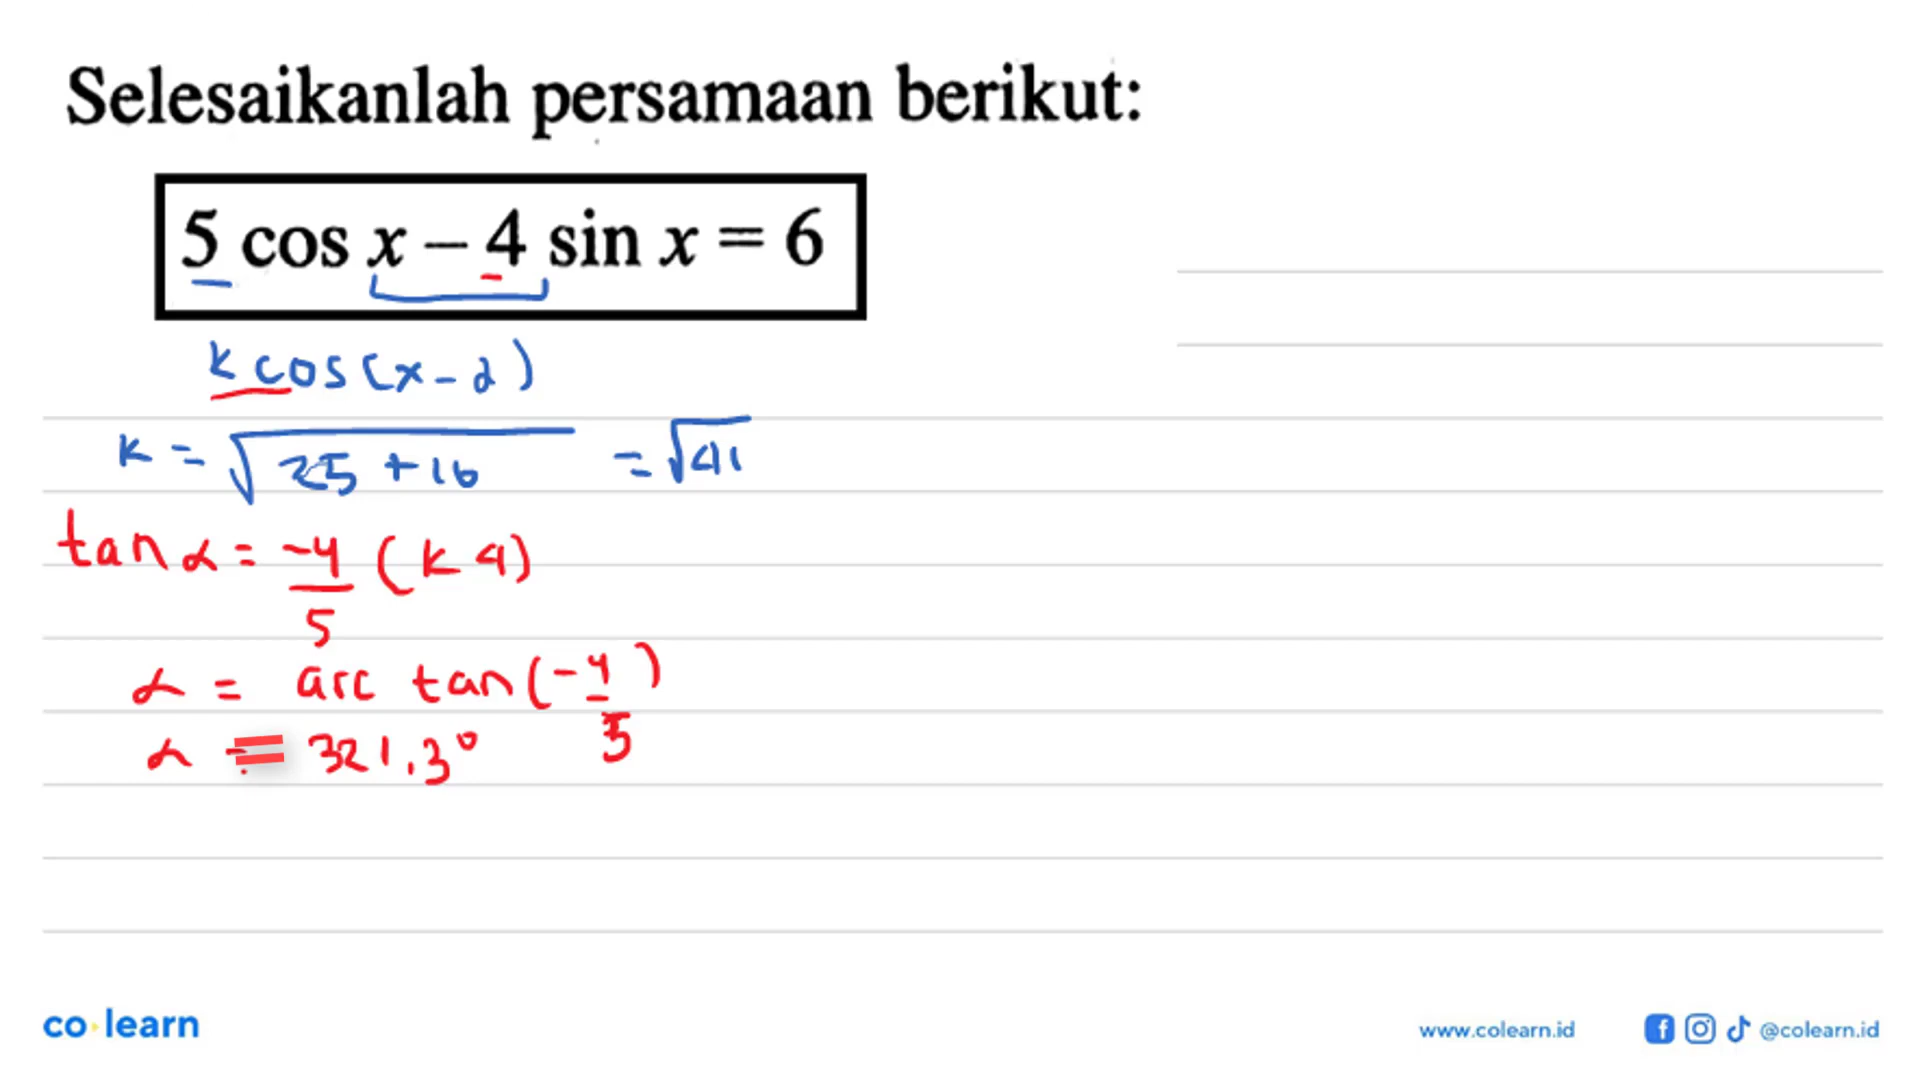 Selesaikanlah persamaan berikut:
5 cos x – 4 sin x = 6
k cos(x - α)
k = √25 + 16 = √41
tan α = -4/5 (k 4)
α = arc tan(-4/5)
α = 321.3°
co learn
www.colearn.id
@colearn.id